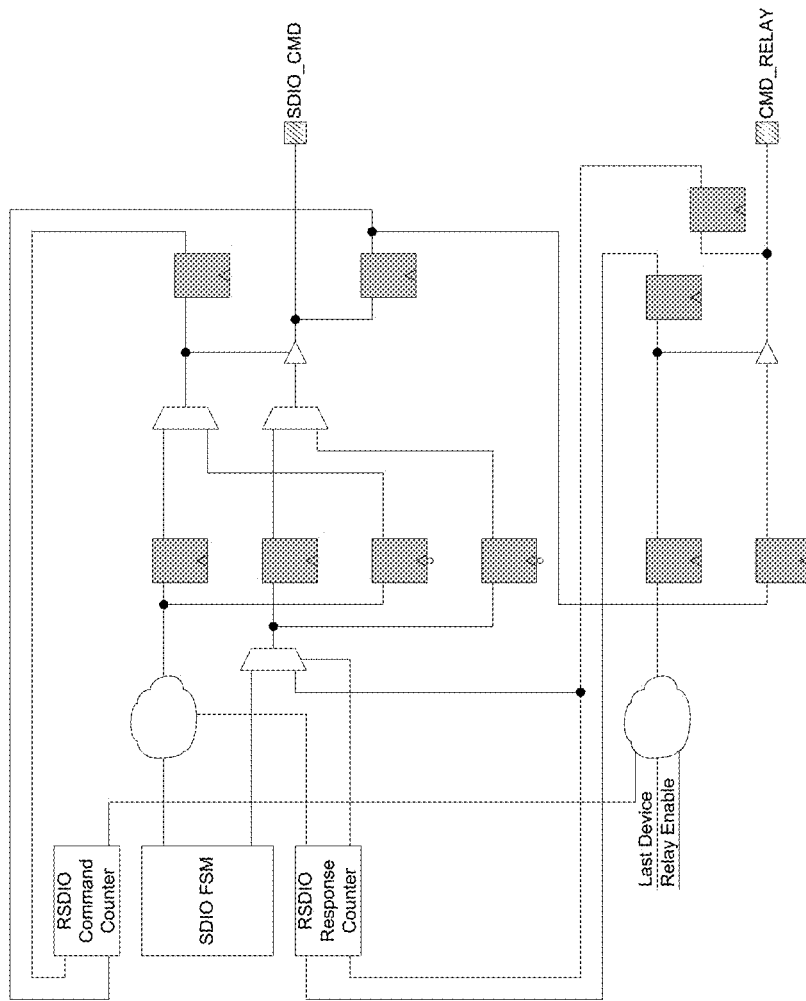 SDIO_CMD
CMD_RELAY
RSDIO
Command
Counter
SDIO FSM
RSDIO
Response
Counter
Last Device
Relay Enable